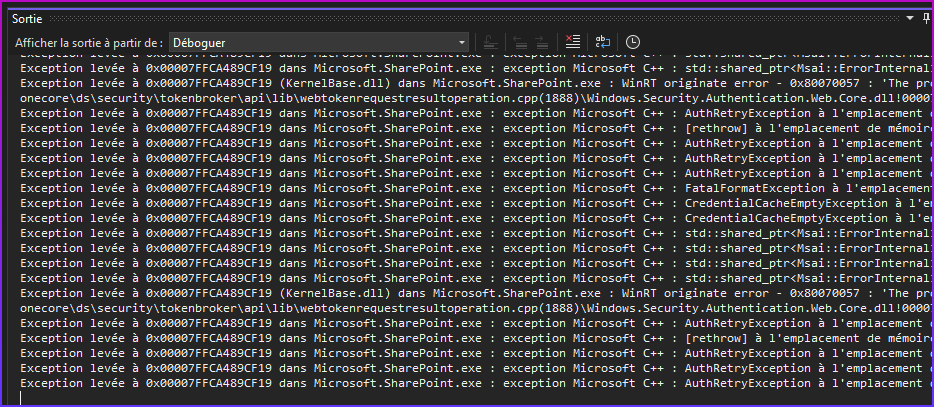 Sortie
Afficher la sortie à partir de : Déboguer
Exception levée à 0x00007FFCA489CF19 dans Microsoft.SharePoint.exe : exception Microsoft C++ : std::shared_ptr<Msai::ErrorInternali
Exception levée à 0x00007FFCA489CF19 (KernelBase.dll) dans Microsoft.SharePoint.exe : WinRT originate error - 0x80070057 : 'The pro
onecore\ds\security\tokenbroker\api\lib\webtokenrequestresultoperation.cpp(1888)\Windows.Security.Authentication.Web.Core.dll!00007
Exception levée à 0x00007FFCA489CF19 dans Microsoft.SharePoint.exe : exception Microsoft C++ : AuthRetryException à l'emplacement
Exception levée à 0x00007FFCA489CF19 dans Microsoft.SharePoint.exe : exception Microsoft C++ : [rethrow] à l'emplacement de mémoire
Exception levée à 0x00007FFCA489CF19 dans Microsoft.SharePoint.exe : exception Microsoft C++ : AuthRetryException à l'emplacement
Exception levée à 0x00007FFCA489CF19 dans Microsoft.SharePoint.exe : exception Microsoft C++ : AuthRetryException à l'emplacement
Exception levée à 0x00007FFCA489CF19 dans Microsoft.SharePoint.exe : exception Microsoft C++ : AuthRetryException à l'emplacement
Exception levée à 0x00007FFCA489CF19 dans Microsoft.SharePoint.exe : exception Microsoft C++ : FatalFormatException à l'emplacement
Exception levée à 0x00007FFCA489CF19 dans Microsoft.SharePoint.exe : exception Microsoft C++ : CredentialCacheEmptyException à l'em
Exception levée à 0x00007FFCA489CF19 dans Microsoft.SharePoint.exe : exception Microsoft C++ : CredentialCacheEmptyException à l'em
Exception levée à 0x00007FFCA489CF19 dans Microsoft.SharePoint.exe : exception Microsoft C++ : std::shared_ptr<Msai::ErrorInternali
Exception levée à 0x00007FFCA489CF19 dans Microsoft.SharePoint.exe : exception Microsoft C++ : std::shared_ptr<Msai::ErrorInternali
Exception levée à 0x00007FFCA489CF19 dans Microsoft.SharePoint.exe : exception Microsoft C++ : std::shared_ptr<Msai::ErrorInternali
Exception levée à 0x00007FFCA489CF19 dans Microsoft.SharePoint.exe : exception Microsoft C++ : std::shared_ptr<Msai::ErrorInternali
Exception levée à 0x00007FFCA489CF19 (KernelBase.dll) dans Microsoft.SharePoint.exe : WinRT originate error - 0x80070057 : 'The pro
onecore\ds\security\tokenbroker\api\lib\webtokenrequestresultoperation.cpp(1888)\Windows.Security.Authentication.Web.Core.dll!00007
Exception levée à 0x00007FFCA489CF19 dans Microsoft.SharePoint.exe : exception Microsoft C++ : AuthRetryException à l'emplacement
Exception levée à 0x00007FFCA489CF19 dans Microsoft.SharePoint.exe : exception Microsoft C++ : [rethrow] à l'emplacement de mémoire
Exception levée à 0x00007FFCA489CF19 dans Microsoft.SharePoint.exe : exception Microsoft C++ : AuthRetryException à l'emplacement
Exception levée à 0x00007FFCA489CF19 dans Microsoft.SharePoint.exe : exception Microsoft C++ : AuthRetryException à l'emplacement